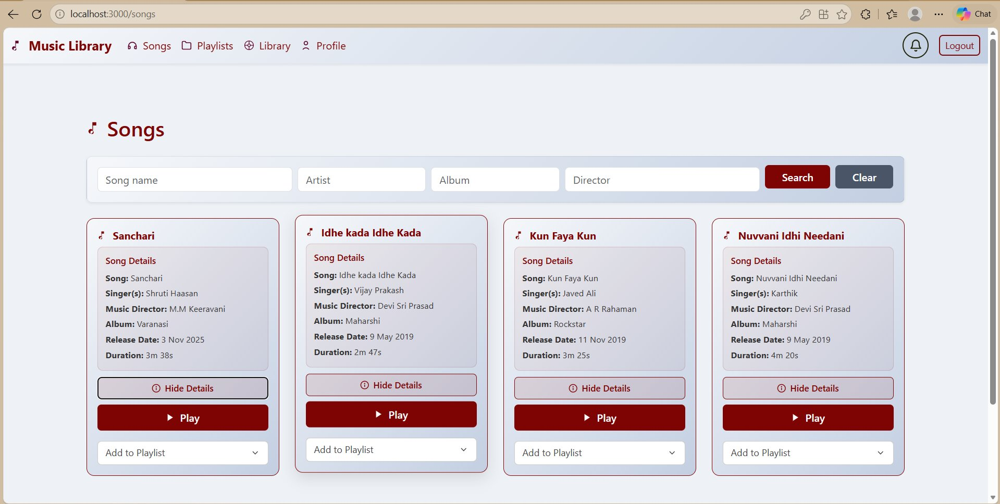 localhost:3000/songs
Chat
Music Library Songs Playlists Library Profile Logout
Songs
Song name Artist Album Director Search Clear
Sanchari
Song Details
Song: Sanchari
Singer(s): Shruti Haasan
Music Director: M.M Keeravani
Album: Varanasi
Release Date: 3 Nov 2025
Duration: 3m 38s
Hide Details
Play
Add to Playlist
Idhe kada Idhe Kada
Song Details
Song: Idhe kada Idhe Kada
Singer(s): Vijay Prakash
Music Director: Devi Sri Prasad
Album: Maharshi
Release Date: 9 May 2019
Duration: 2m 47s
Hide Details
Play
Add to Playlist
Kun Faya Kun
Song Details
Song: Kun Faya Kun
Singer(s): Javed Ali
Music Director: A R Rahaman
Album: Rockstar
Release Date: 11 Nov 2019
Duration: 3m 25s
Hide Details
Play
Add to Playlist
Nuvvani Idhi Needani
Song Details
Song: Nuvvani Idhi Needani
Singer(s): Karthik
Music Director: Devi Sri Prasad
Album: Maharshi
Release Date: 9 May 2019
Duration: 4m 20s
Hide Details
Play
Add to Playlist